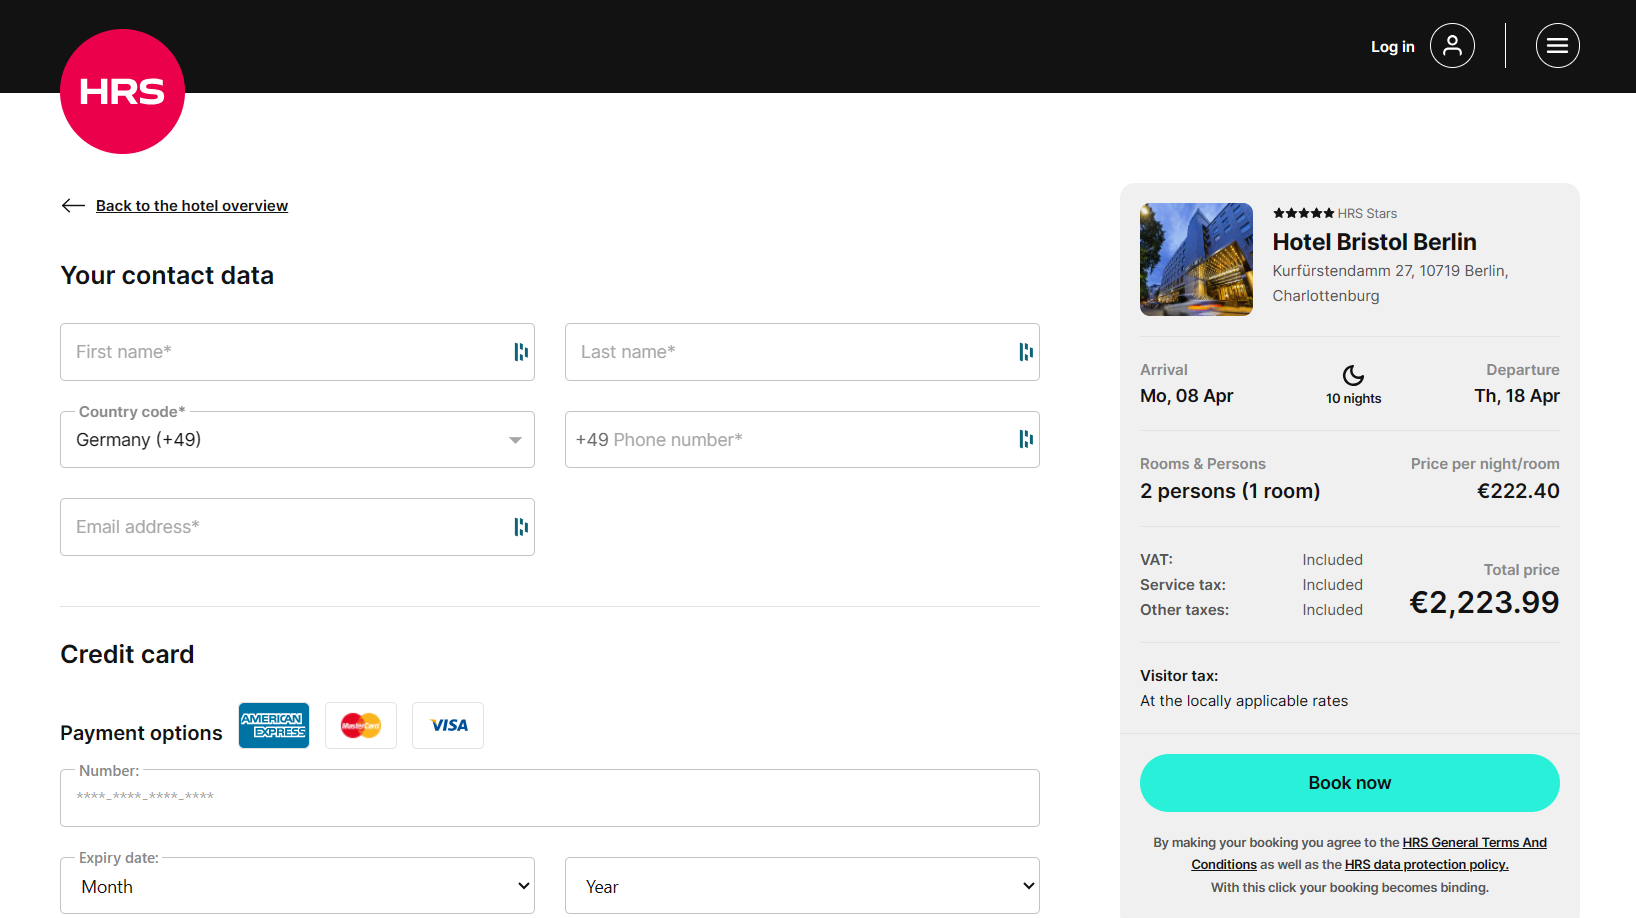 HRS
Log in
Back to the hotel overview
Your contact data
First name*
Last name*
Country code*
Germany (+49)
+49 Phone number*
Email address*
Credit card
Payment options
AMERICAN EXPRESS
MasterCard
VISA
Number:
****-****-****-****
Expiry date:
Month
Year
HRS Stars
Hotel Bristol Berlin
Kurfürstendamm 27, 10719 Berlin,
Charlottenburg
Arrival
Departure
Mo, 08 Apr
10 nights
Th, 18 Apr
Rooms & Persons
Price per night/room
2 persons (1 room)
€222.40
VAT: Included
Service tax: Included
Other taxes: Included
Total price
€2,223.99
Visitor tax:
At the locally applicable rates
Book now
By making your booking you agree to the HRS General Terms And
Conditions as well as the HRS data protection policy.
With this click your booking becomes binding.